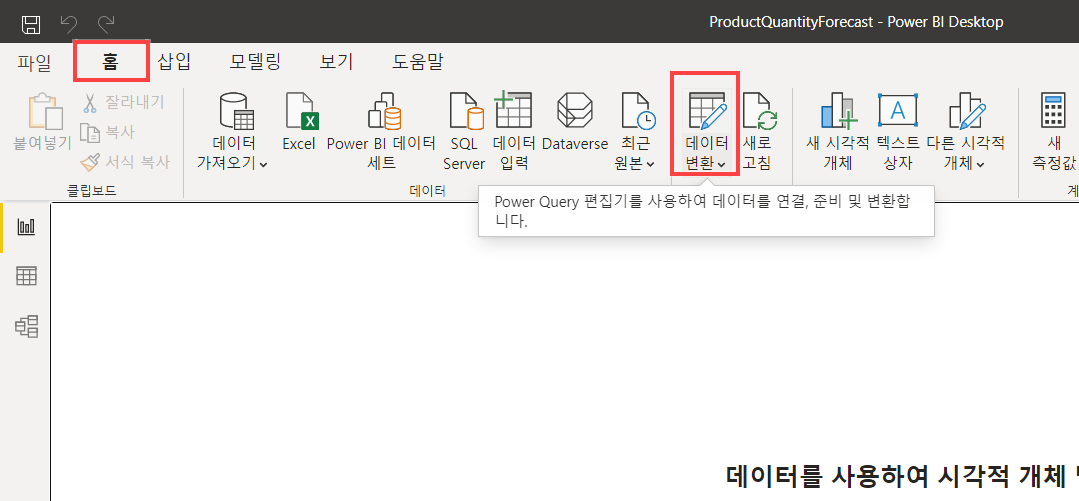 ProductQuantityForecast - Power BI Desktop
파일 홈 삽입 모델링 보기 도움말
붙여넣기
잘라내기
복사
서식 복사
클립보드
데이터
가져오기
Excel
Power BI 데이터
세트
SQL
Server
데이터
입력
Dataverse
최근
원본
데이터
데이터
변환
새로
고침
새 시각적
개체
텍스트
상자
다른 시각적
개체
새
측정값
계
Power Query 편집기를 사용하여 데이터를 연결, 준비 및 변환합
니다.
데이터를 사용하여 시각적 개체